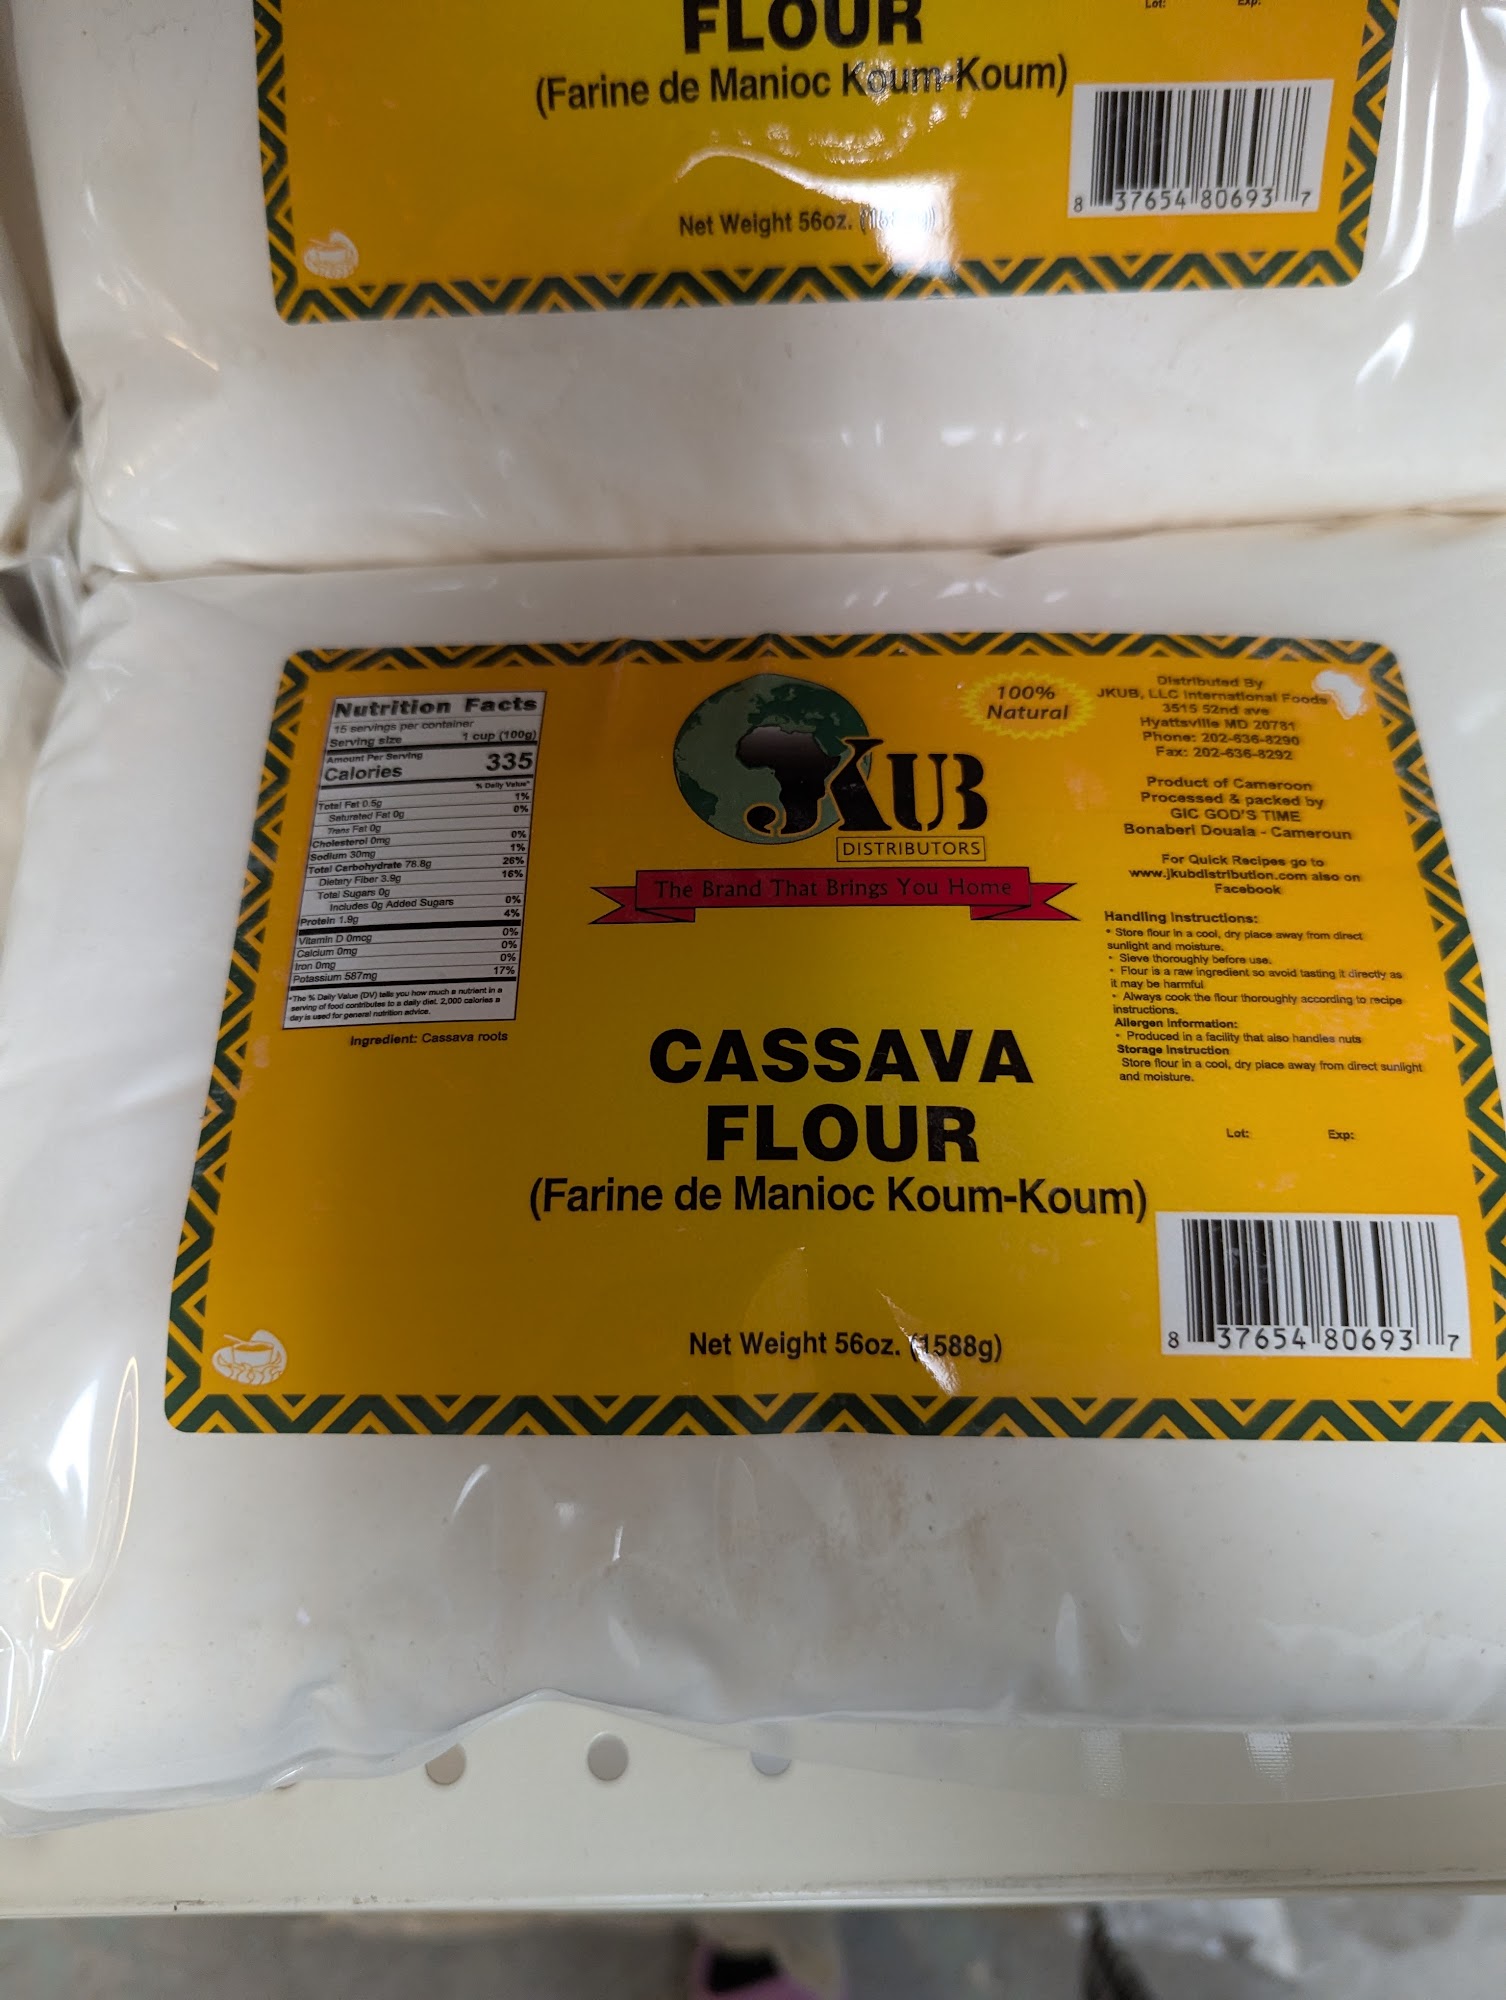 FLOUR
(Farine de Manioc Koum-Koum)
Lot:
Exp:
Net Weight 56oz.
8 37654 80693 7
Nutrition Facts
15 servings per container
Serving size 1 cup (100g)
Amount Per Serving
Calories 335
% Daily Value*
Total Fat 0.5g 1%
Saturated Fat 0g 0%
Trans Fat 0g
Cholesterol 0mg 0%
Sodium 30mg 1%
Total Carbohydrate 78.8g 26%
Dietary Fiber 3.9g 16%
Total Sugars 0g
Includes 0g Added Sugars 0%
Protein 1.9g 4%
Vitamin D 0mcg 0%
Calcium 0mg 0%
Iron 0mg 0%
Potassium 587mg 17%
*The % Daily Value (DV) tells you how much a nutrient in a
serving of food contributes to a daily diet. 2,000 calories a
day is used for general nutrition advice.
Ingredient: Cassava roots
JKUB
DISTRIBUTORS
The Brand That Brings You Home
100%
Natural
CASSAVA
FLOUR
(Farine de Manioc Koum-Koum)
Net Weight 56oz. (1588g)
Distributed By
JKUB, LLC International Foods
3515 52nd ave
Hyattsville MD 20781
Phone: 202-636-8290
Fax: 202-636-8292
Product of Cameroon
Processed & packed by
GIC GOD'S TIME
Bonaberi Douala - Cameroun
For Quick Recipes go to
www.jkubdistribution.com also on
Facebook
Handling Instructions:
• Store flour in a cool, dry place away from direct
sunlight and moisture.
• Sieve thoroughly before use.
• Flour is a raw ingredient so avoid tasting it directly as
it may be harmful
• Always cook the flour thoroughly according to recipe
instructions.
Allergen Information:
• Produced in a facility that also handles nuts
Storage Instruction
Store flour in a cool, dry place away from direct sunlight
and moisture.
Lot:
Exp:
8 37654 80693 7